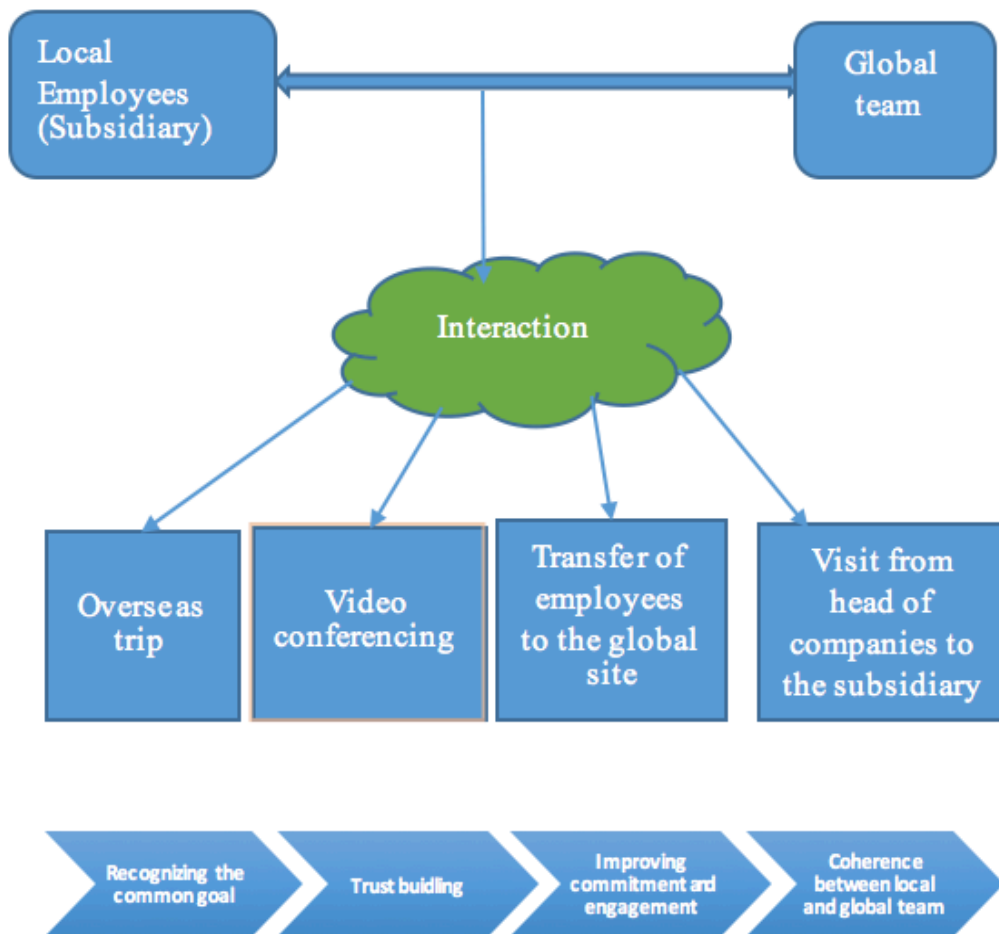 Local
Employees
(Subsidiary)
Global
team
Interaction
Overseas
trip
Video
conferencing
Transfer of
employees
to the global
site
Visit from
head of
companies to
the subsidiary
Recognizing the
common goal
Trust buidling
Improving
commitment and
engagement
Coherence
between local
and global team